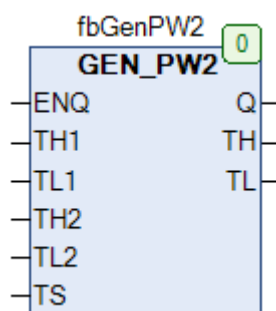 fbGenPW2
0
GEN_PW2
ENQ Q
TH1 TH
TL1 TL
TH2
TL2
TS